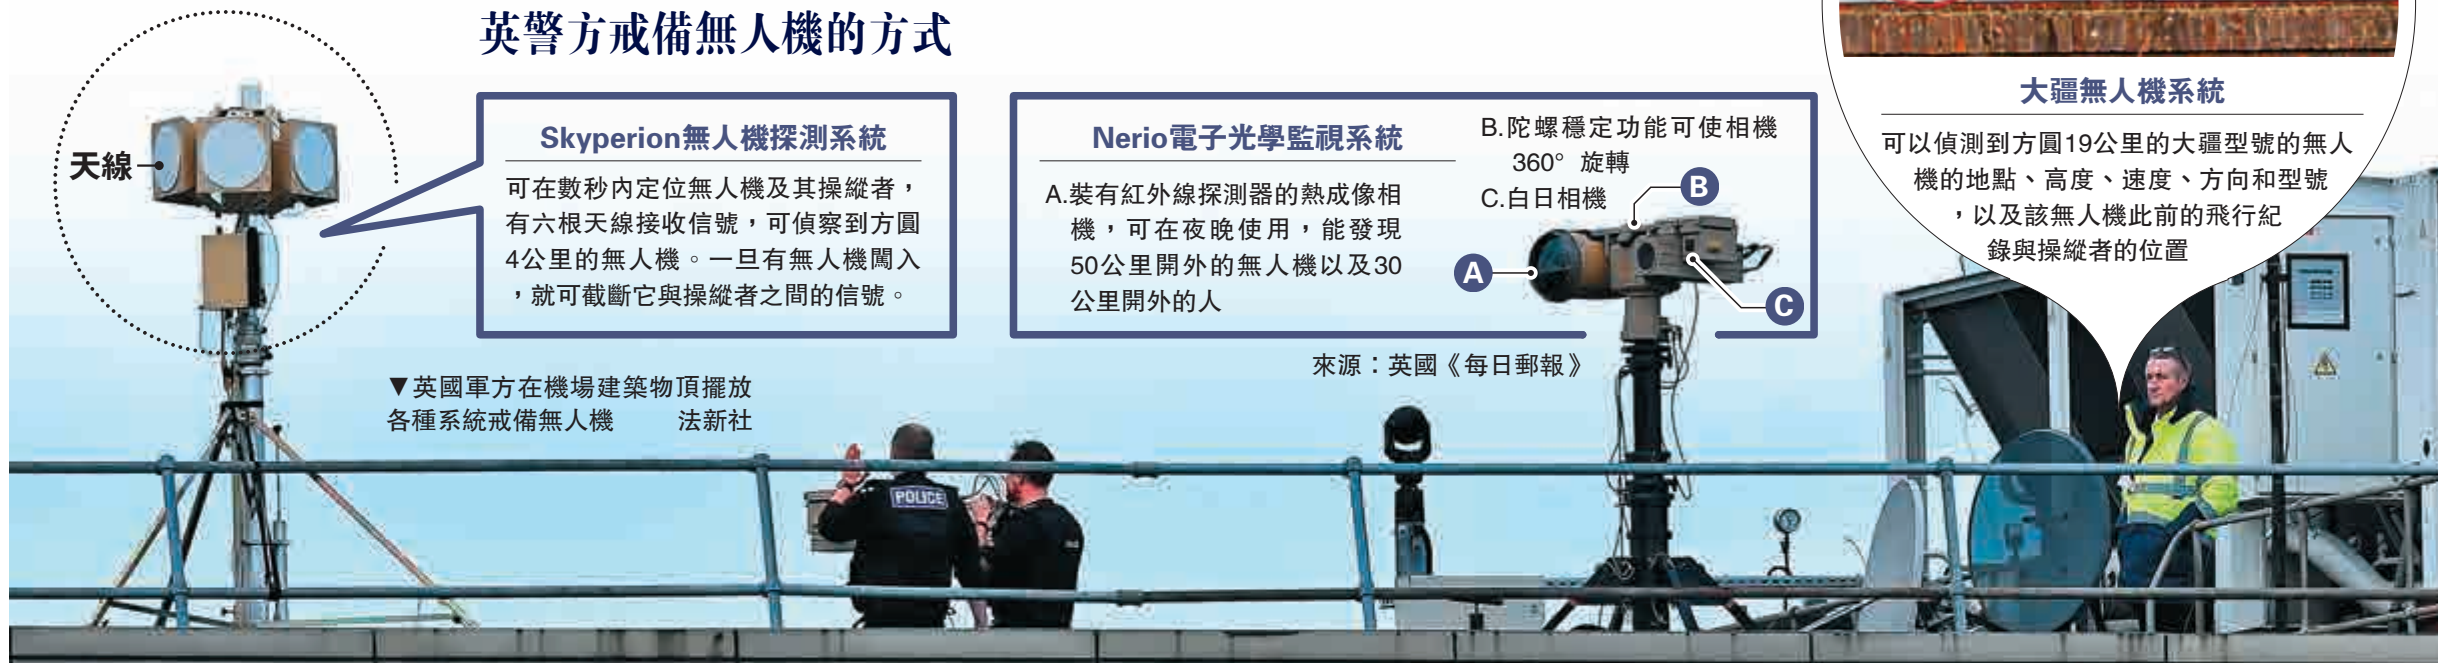 英警方戒備無人機的方式
天線
Skyperion無人機探測系統
可在數秒內定位無人機及其操縱者，
有六根天線接收信號，可偵察到方圓
4公里的無人機。一旦有無人機闖入
，就可截斷它與操縱者之間的信號。
Nerio電子光學監視系統
A.裝有紅外線探測器的熱成像相
機，可在夜晚使用，能發現
50公里開外的無人機以及30
公里開外的人
B.陀螺穩定功能可使相機
360°旋轉
C.白日相機
A
B
C
來源：英國《每日郵報》
大疆無人機系統
可以偵測到方圓19公里的大疆型號的無人
機的地點、高度、速度、方向和型號
，以及該無人機此前的飛行紀
錄與操縱者的位置
▼英國軍方在機場建築物頂擺放
各種系統戒備無人機 法新社
POLICE